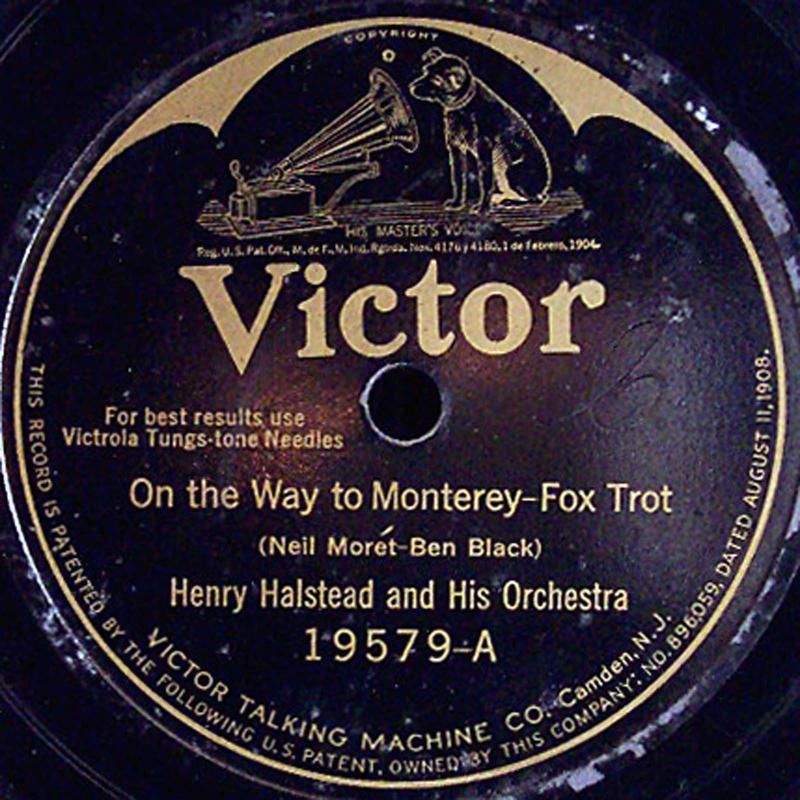 COPYRIGHT
HIS MASTER'S VOICE
Reg. U.S. Pat. Off., M. de F., M. Ind. Rgtrda. Nos. 4176 y 4180, 1 de Febrero, 1904.
Victor
For best results use
Victrola Tungs-tone Needles
On the Way to Monterey–Fox Trot
(Neil Morét-Ben Black)
Henry Halstead and His Orchestra
19579-A
VICTOR TALKING MACHINE CO. Camden, N. J.
THIS RECORD IS PATENTED BY THE FOLLOWING U.S. PATENT, OWNED BY THIS COMPANY: NO. 896059, DATED AUGUST 11, 1908.